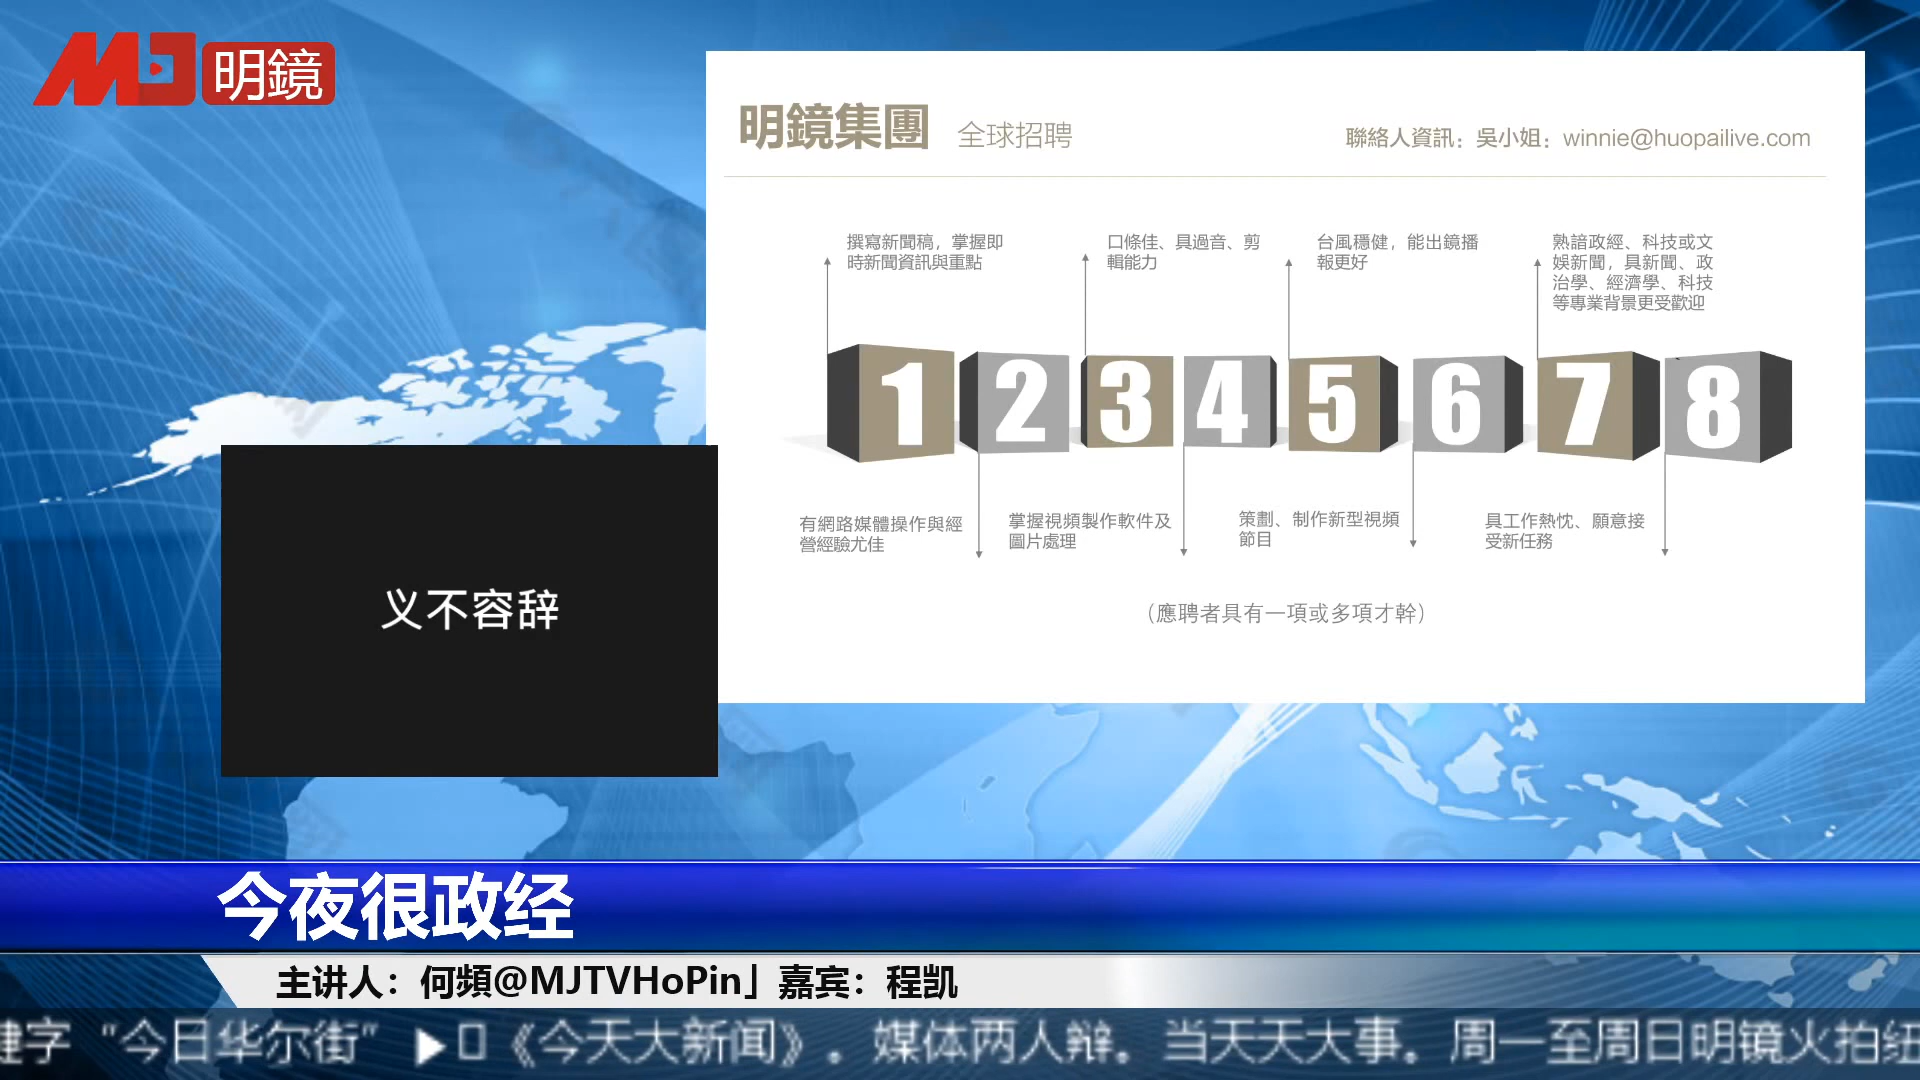 MJ 明鏡
明鏡集團 全球招聘
聯絡人資訊：吳小姐：winnie@huopailive.com
撰寫新聞稿，掌握即
時新聞資訊與重點
口條佳、具過音、剪
輯能力
台風穩健，能出鏡播
報更好
熟諳政經、科技或文
娛新聞，具新聞、政
治學、經濟學、科技
等專業背景更受歡迎
1 2 3 4 5 6 7 8
有網路媒體操作與經
營經驗尤佳
掌握視頻製作軟件及
圖片處理
策劃、制作新型視頻
節目
具工作熱忱、願意接
受新任務
（應聘者具有一項或多項才幹）
义不容辞
今夜很政经
主讲人：何頻@MJTVHoPin」嘉宾：程凯
建字 “今日华尔街” ▶ 《今天大新闻》。媒体两人辩。当天天大事。周一至周日明镜火拍纽